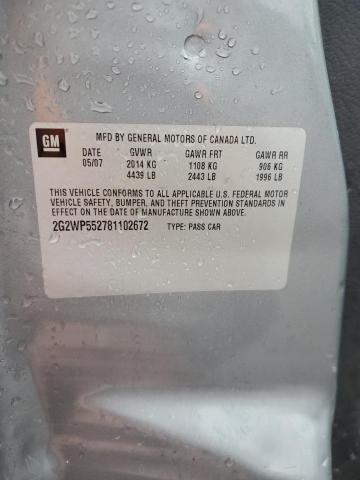 GM
MFD BY GENERAL MOTORS OF CANADA LTD.
DATE GVWR GAWR FRT GAWR RR
05/07 2014 KG 1108 KG 906 KG
4439 LB 2443 LB 1996 LB
THIS VEHICLE CONFORMS TO ALL APPLICABLE U.S. FEDERAL MOTOR
VEHICLE SAFETY, BUMPER, AND THEFT PREVENTION STANDARDS
IN EFFECT ON THE DATE OF MANUFACTURE SHOWN ABOVE.
2G2WP552781102672 TYPE: PASS CAR